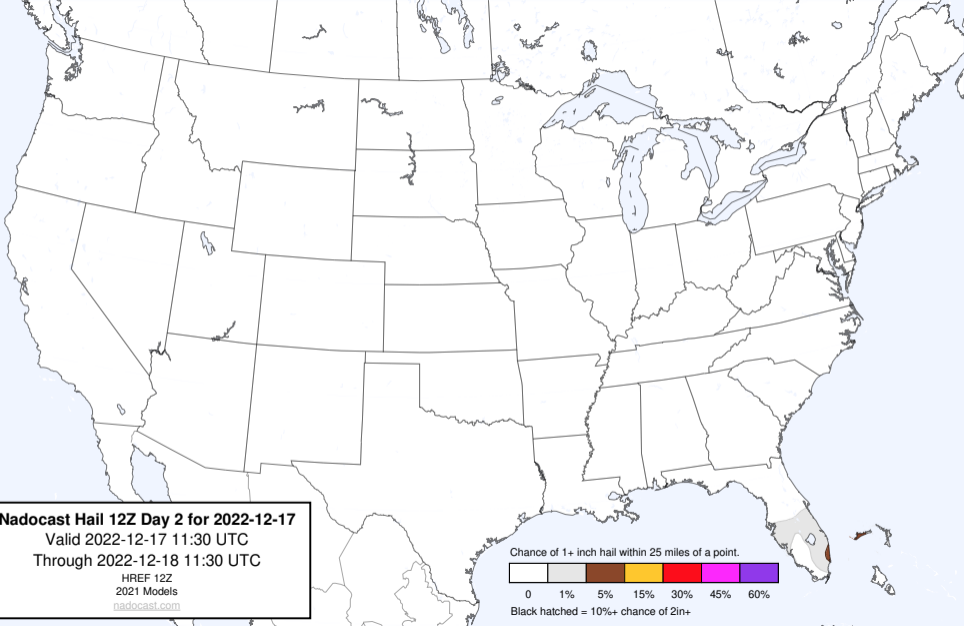 Nadocast Hail 12Z Day 2 for 2022-12-17
Valid 2022-12-17 11:30 UTC
Through 2022-12-18 11:30 UTC
HREF 12Z
2021 Models
nadocast.com
Chance of 1+ inch hail within 25 miles of a point.
0 1% 5% 15% 30% 45% 60%
Black hatched = 10%+ chance of 2in+